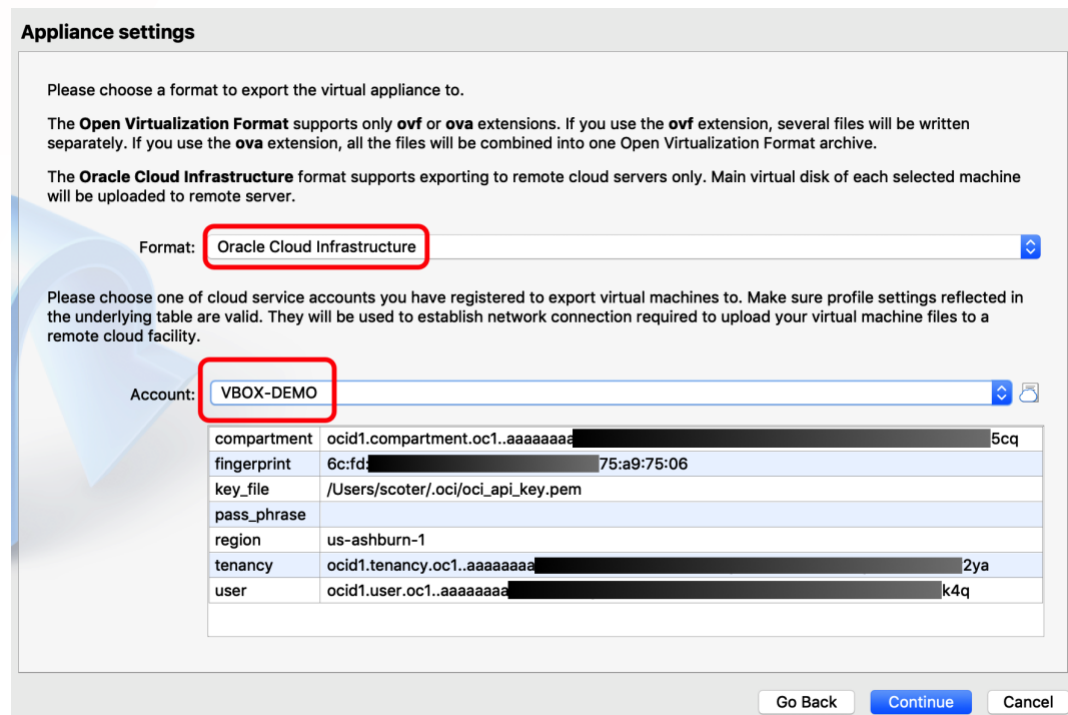 Appliance settings
Please choose a format to export the virtual appliance to.
The Open Virtualization Format supports only ovf or ova extensions. If you use the ovf extension, several files will be written
separately. If you use the ova extension, all the files will be combined into one Open Virtualization Format archive.
The Oracle Cloud Infrastructure format supports exporting to remote cloud servers only. Main virtual disk of each selected machine
will be uploaded to remote server.
Format: Oracle Cloud Infrastructure
Please choose one of cloud service accounts you have registered to export virtual machines to. Make sure profile settings reflected in
the underlying table are valid. They will be used to establish network connection required to upload your virtual machine files to a
remote cloud facility.
Account: VBOX-DEMO
compartment ocid1.compartment.oc1..aaaaaaaa 5cq
fingerprint 6c:fd: 75:a9:75:06
key_file /Users/scoter/.oci/oci_api_key.pem
pass_phrase
region us-ashburn-1
tenancy ocid1.tenancy.oc1..aaaaaaaa 2ya
user ocid1.user.oc1..aaaaaaaa k4q
Go Back Continue Cancel